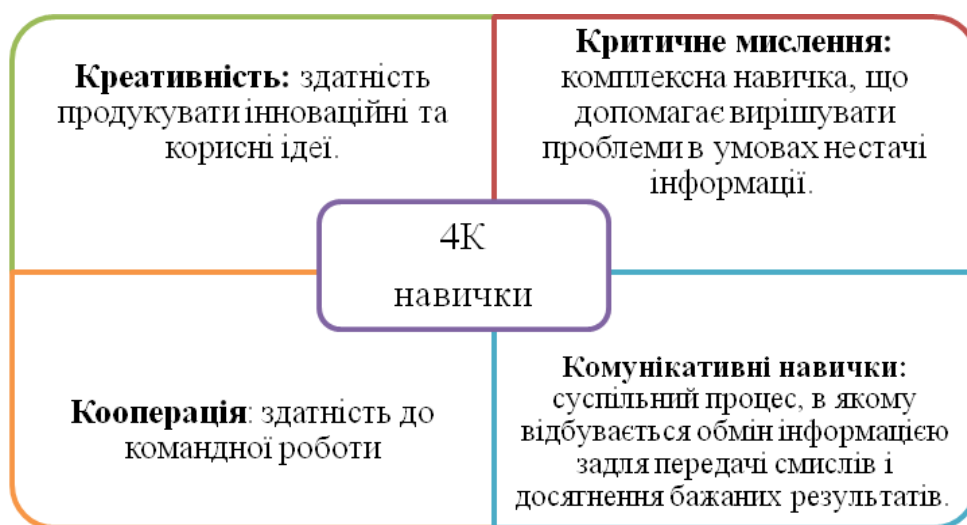 Креативність: здатність
продукувати інноваційні та
корисні ідеї.
Критичне мислення:
комплексна навичка, що
допомагає вирішувати
проблеми в умовах нестачі
інформації.
4К
навички
Кооперація: здатність до
командної роботи
Комунікативні навички:
суспільний процес, в якому
відбувається обмін інформацією
задля передачі смислів і
досягнення бажаних результатів.